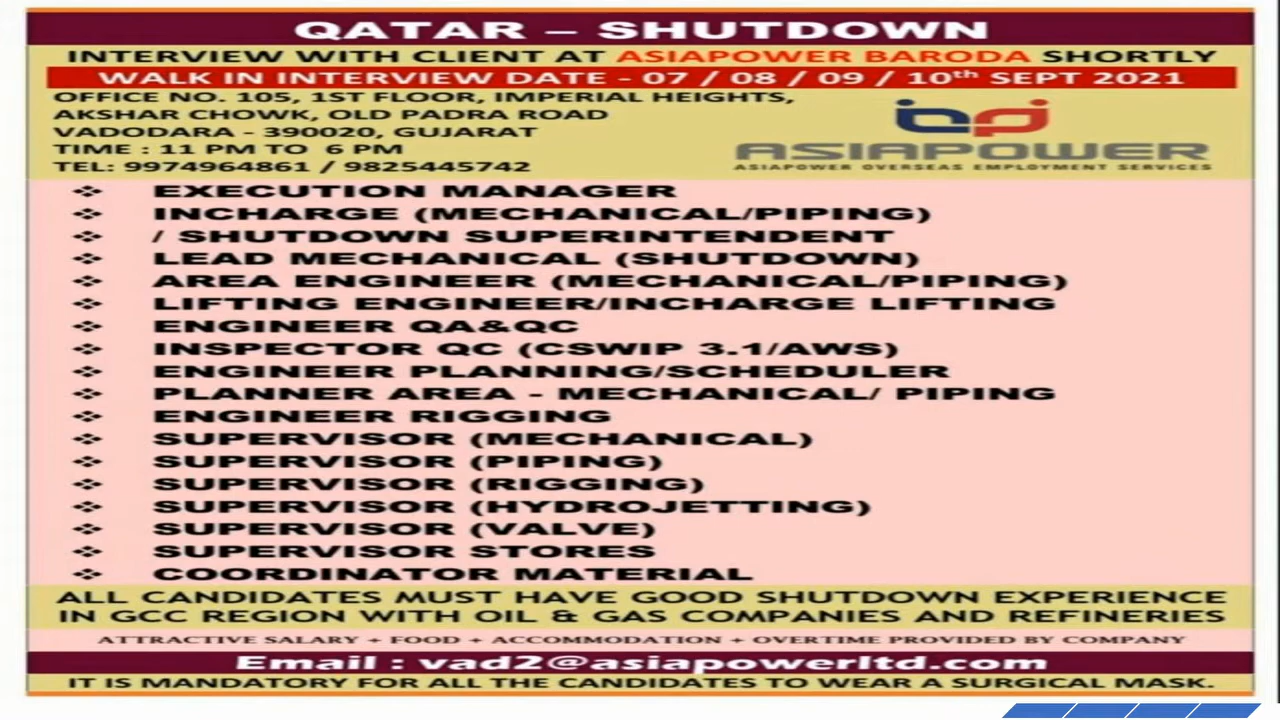 QATAR – SHUTDOWN
INTERVIEW WITH CLIENT AT ASIAPOWER BARODA SHORTLY
WALK IN INTERVIEW DATE - 07 / 08 / 09 / 10th SEPT 2021
OFFICE NO. 105, 1ST FLOOR, IMPERIAL HEIGHTS,
AKSHAR CHOWK, OLD PADRA ROAD
VADODARA - 390020, GUJARAT
TIME : 11 PM TO 6 PM
TEL: 9974964861 / 9825445742
ASIAPOWER
ASIAPOWER OVERSEAS EMPLOYMENT SERVICES
❖ EXECUTION MANAGER
❖ INCHARGE (MECHANICAL/PIPING)
❖ / SHUTDOWN SUPERINTENDENT
❖ LEAD MECHANICAL (SHUTDOWN)
❖ AREA ENGINEER (MECHANICAL/PIPING)
❖ LIFTING ENGINEER/INCHARGE LIFTING
❖ ENGINEER QA&QC
❖ INSPECTOR QC (CSWIP 3.1/AWS)
❖ ENGINEER PLANNING/SCHEDULER
❖ PLANNER AREA - MECHANICAL/ PIPING
❖ ENGINEER RIGGING
❖ SUPERVISOR (MECHANICAL)
❖ SUPERVISOR (PIPING)
❖ SUPERVISOR (RIGGING)
❖ SUPERVISOR (HYDROJETTING)
❖ SUPERVISOR (VALVE)
❖ SUPERVISOR STORES
❖ COORDINATOR MATERIAL
ALL CANDIDATES MUST HAVE GOOD SHUTDOWN EXPERIENCE
IN GCC REGION WITH OIL & GAS COMPANIES AND REFINERIES
ATTRACTIVE SALARY + FOOD + ACCOMMODATION + OVERTIME PROVIDED BY COMPANY
Email : vad2@asiapowerltd.com
IT IS MANDATORY FOR ALL THE CANDIDATES TO WEAR A SURGICAL MASK.